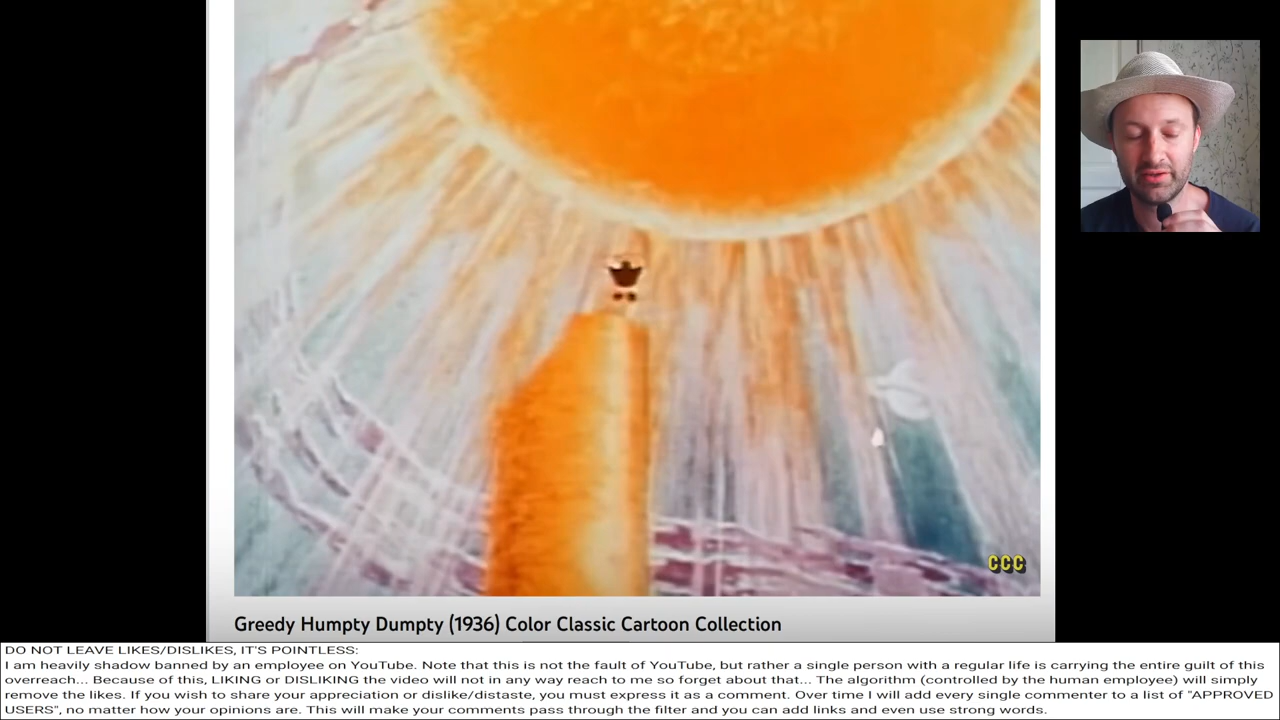 CCC
Greedy Humpty Dumpty (1936) Color Classic Cartoon Collection
DO NOT LEAVE LIKES/DISLIKES, IT'S POINTLESS:
I am heavily shadow banned by an employee on YouTube. Note that this is not the fault of YouTube, but rather a single person with a regular life is carrying the entire guilt of this
overreach... Because of this, LIKING or DISLIKING the video will not in any way reach to me so forget about that... The algorithm (controlled by the human employee) will simply
remove the likes. If you wish to share your appreciation or dislike/distaste, you must express it as a comment. Over time I will add every single commenter to a list of "APPROVED
USERS", no matter how your opinions are. This will make your comments pass through the filter and you can add links and even use strong words.